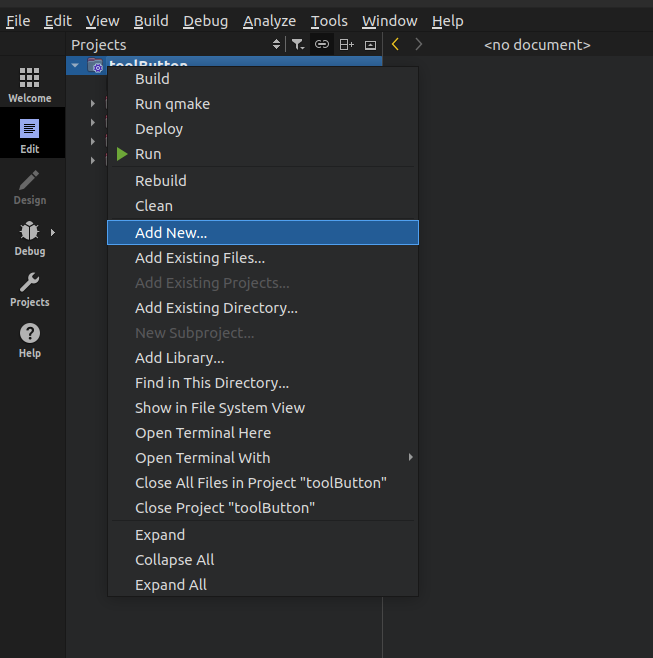 File Edit View Build Debug Analyze Tools Window Help
Projects
<no document>
toolButton
Welcome
Edit
Design
Debug
Projects
Help
Build
Run qmake
Deploy
Run
Rebuild
Clean
Add New...
Add Existing Files...
Add Existing Projects...
Add Existing Directory...
New Subproject...
Add Library...
Find in This Directory...
Show in File System View
Open Terminal Here
Open Terminal With
Close All Files in Project "toolButton"
Close Project "toolButton"
Expand
Collapse All
Expand All